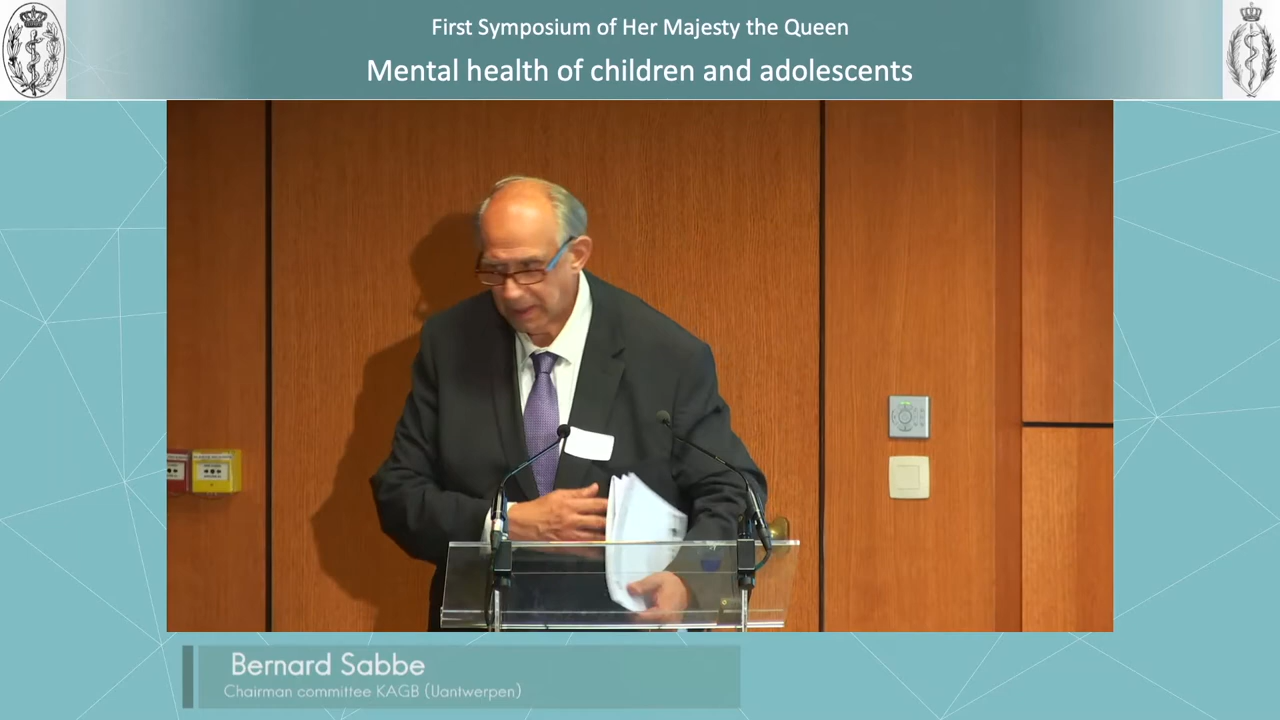 First Symposium of Her Majesty the Queen
Mental health of children and adolescents
Bernard Sabbe
Chairman committee KAGB (Uantwerpen)